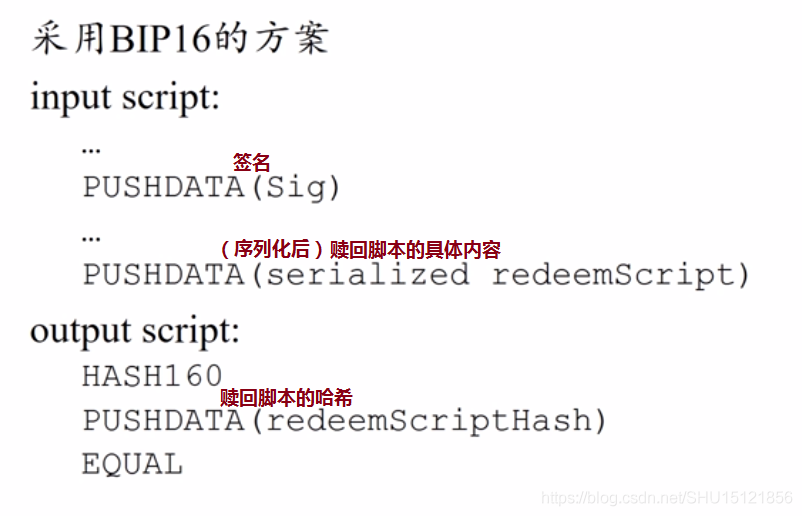 采用BIP16的方案
input script:
…
签名
PUSHDATA(Sig)
…
（序列化后）赎回脚本的具体内容
PUSHDATA(serialized redeemScript)
output script:
HASH160
赎回脚本的哈希
PUSHDATA(redeemScriptHash)
EQUAL
https://blog.csdn.net/SHU15121856